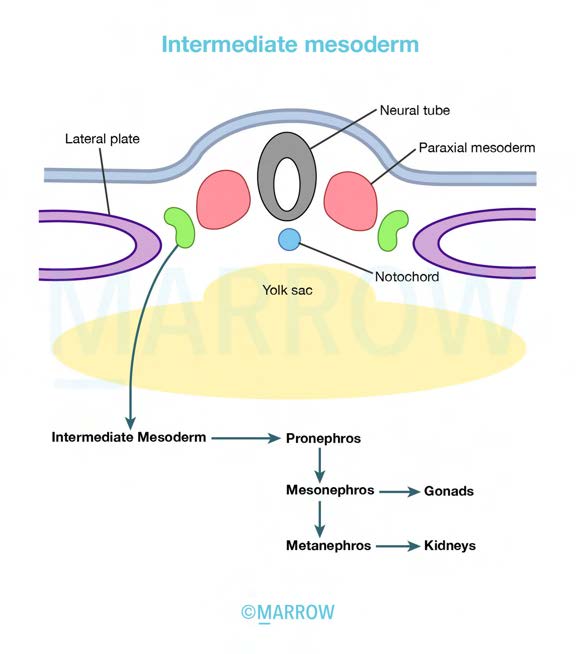 Intermediate mesoderm
Neural tube
Lateral plate
Paraxial mesoderm
Notochord
Yolk sac
MARROW
Intermediate Mesoderm
Pronephros
Mesonephros
Gonads
Metanephros
Kidneys
©MARROW